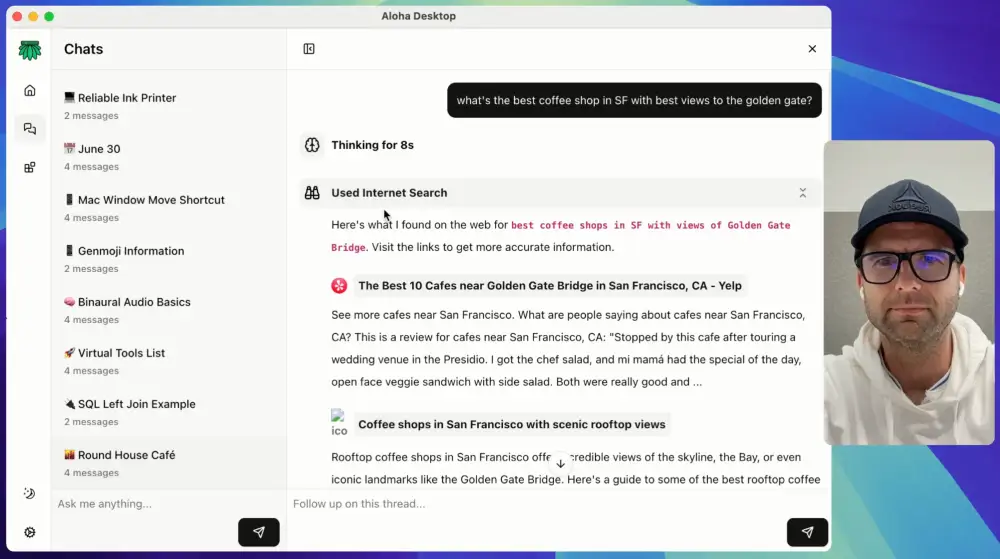 Aloha Desktop
Chats
Reliable Ink Printer
2 messages
June 30
4 messages
Mac Window Move Shortcut
4 messages
Genmoji Information
2 messages
Binaural Audio Basics
4 messages
Virtual Tools List
4 messages
SQL Left Join Example
2 messages
Round House Café
4 messages
Ask me anything...
what's the best coffee shop in SF with best views to the golden gate?
Thinking for 8s
Used Internet Search
Here's what I found on the web for best coffee shops in SF with views of Golden Gate
Bridge. Visit the links to get more accurate information.
The Best 10 Cafes near Golden Gate Bridge in San Francisco, CA - Yelp
See more cafes near San Francisco. What are people saying about cafes near San Francisco,
CA? This is a review for cafes near San Francisco, CA: "Stopped by this cafe after touring a
wedding venue in the Presidio. I got the chef salad, and mi mamá had the special of the day,
open face veggie sandwich with side salad. Both were really good and ...
ico
Coffee shops in San Francisco with scenic rooftop views
Rooftop coffee shops in San Francisco offer incredible views of the skyline, the Bay, or even
iconic landmarks like the Golden Gate Bridge. Here's a guide to some of the best rooftop coffee
Follow up on this thread...